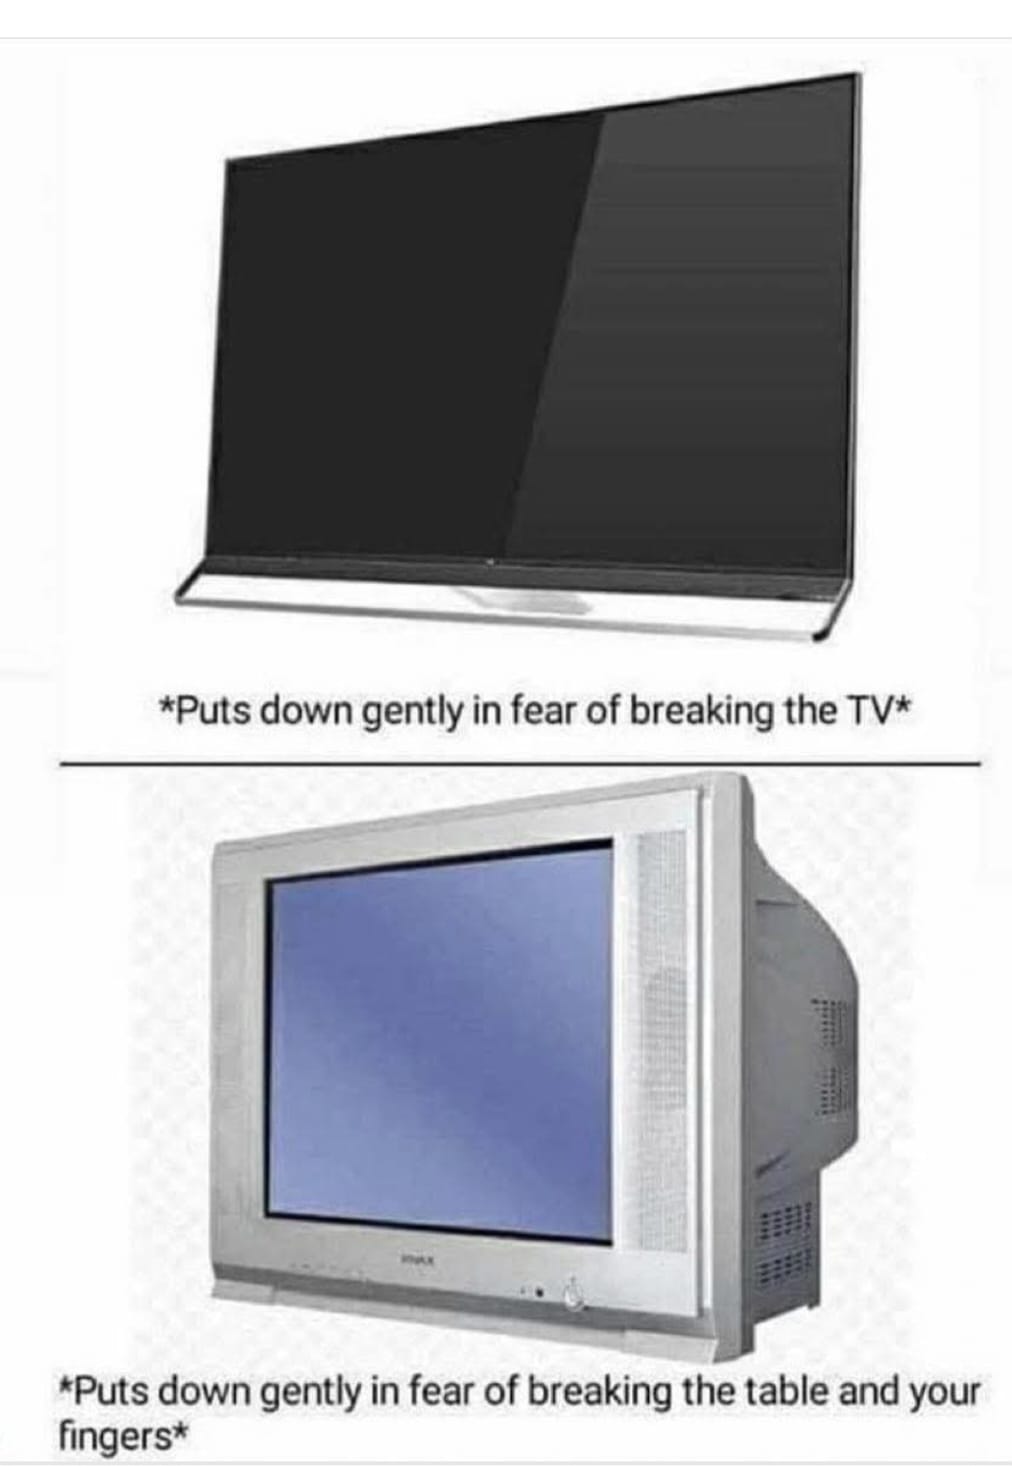 *Puts down gently in fear of breaking the TV*
*Puts down gently in fear of breaking the table and your
fingers*